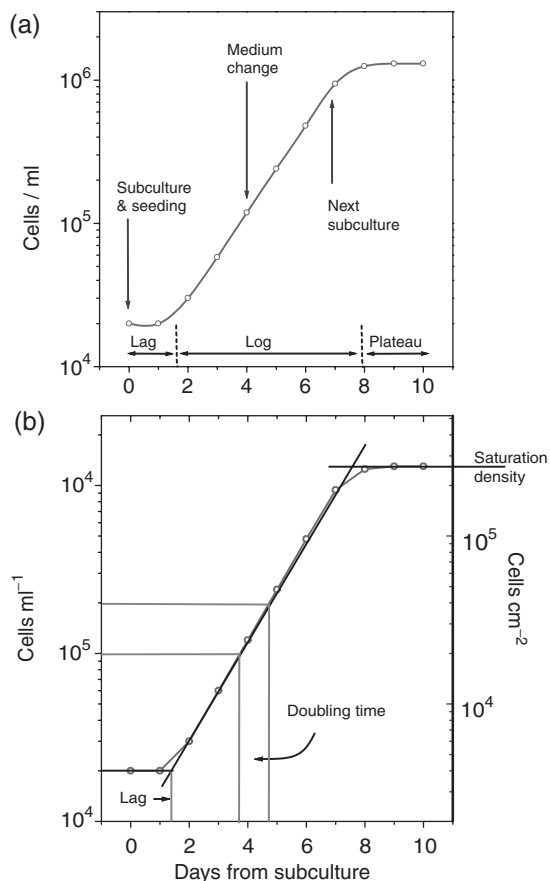 (a)
10⁶
10⁵
10⁴
Cells / ml
Medium
change
Subculture
& seeding
Next
subculture
Lag
Log
Plateau
0 2 4 6 8 10
(b)
10⁴
10⁵
10⁴
Cells ml⁻¹
Saturation
density
10⁵
10⁴
Cells cm⁻²
Doubling time
Lag
0 2 4 6 8 10
Days from subculture